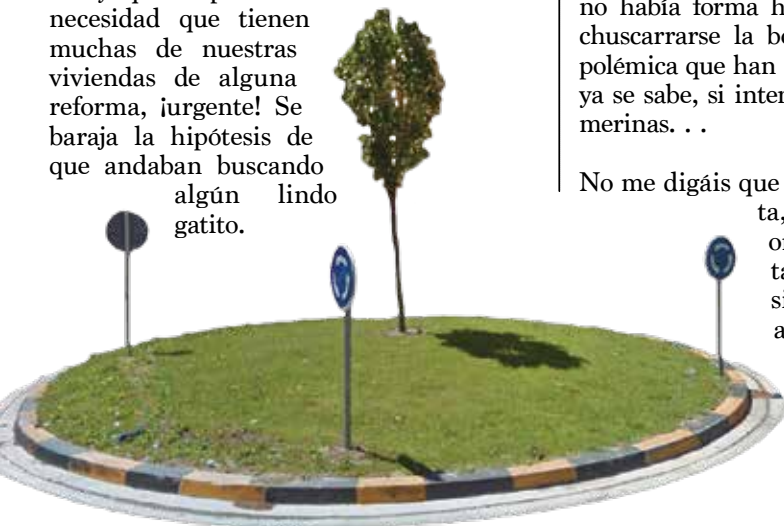 necesidad que tienen
muchas de nuestras
viviendas de alguna
reforma, ¡urgente! Se
baraja la hipótesis de
que andaban buscando
algún lindo
gatito.
no había forma h
chuscarrarse la b
polémica que han
ya se sabe, si inte
merinas. . .
No me digáis que
ta,
o
ta
si
a